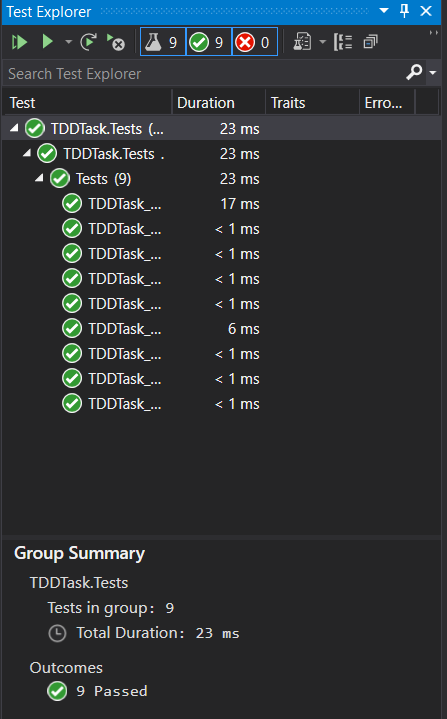 Test Explorer
9 9 0
Search Test Explorer
Test Duration Traits Erro...
TDDTask.Tests (... 23 ms
TDDTask.Tests . 23 ms
Tests (9) 23 ms
TDDTask_... 17 ms
TDDTask_... < 1 ms
TDDTask_... < 1 ms
TDDTask_... < 1 ms
TDDTask_... < 1 ms
TDDTask_... 6 ms
TDDTask_... < 1 ms
TDDTask_... < 1 ms
TDDTask_... < 1 ms
Group Summary
TDDTask.Tests
Tests in group: 9
Total Duration: 23 ms
Outcomes
9 Passed